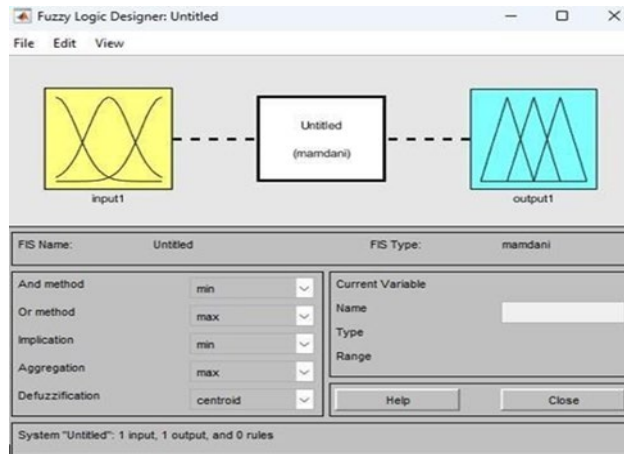 Fuzzy Logic Designer: Untitled
File Edit View
Untitled
(mamdani)
input1
output1
FIS Name: Untitled FIS Type: mamdani
And method min
Or method max
Implication min
Aggregation max
Defuzzification centroid
Current Variable
Name
Type
Range
Help Close
System "Untitled": 1 input, 1 output, and 0 rules